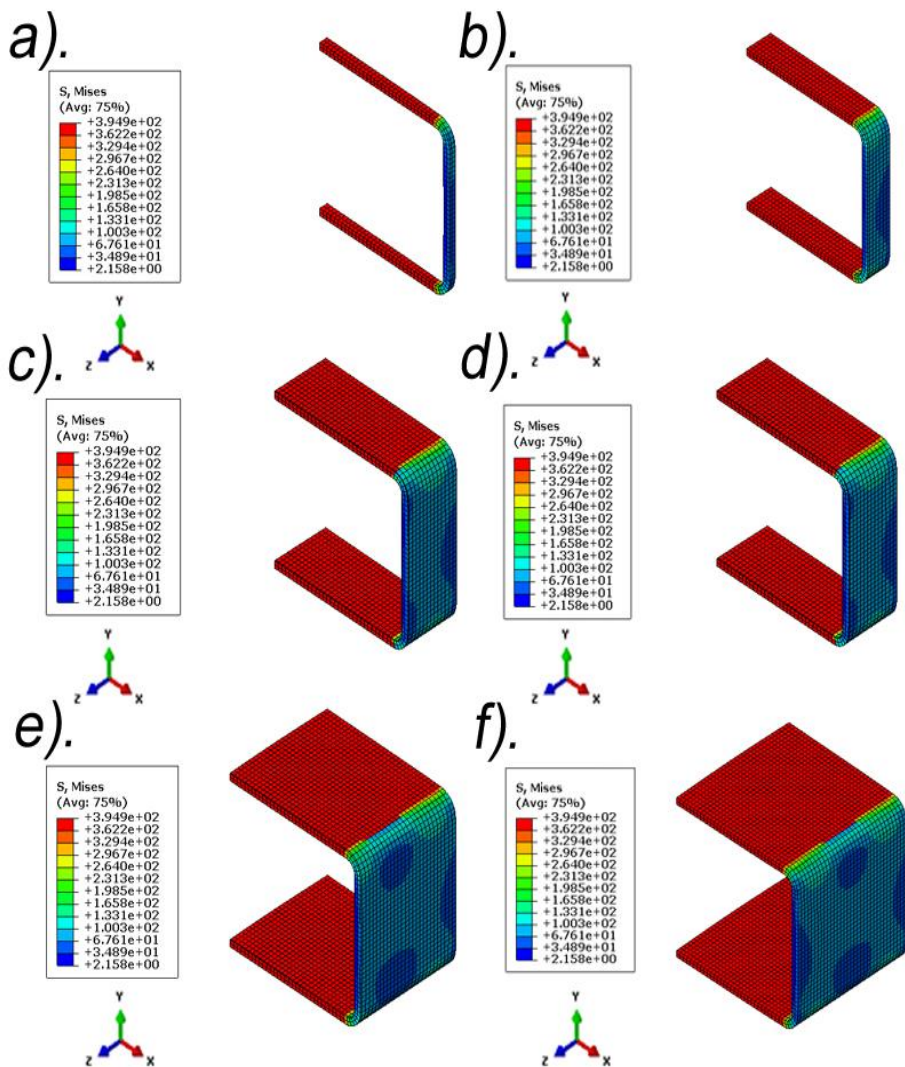 a).
S, Mises
(Avg: 75%)
+3.949e+02
+3.622e+02
+3.294e+02
+2.967e+02
+2.640e+02
+2.313e+02
+1.985e+02
+1.658e+02
+1.331e+02
+1.003e+02
+6.761e+01
+3.489e+01
+2.158e+00
Y
Z
X
b).
S, Mises
(Avg: 75%)
+3.949e+02
+3.622e+02
+3.294e+02
+2.967e+02
+2.640e+02
+2.313e+02
+1.985e+02
+1.658e+02
+1.331e+02
+1.003e+02
+6.761e+01
+3.489e+01
+2.158e+00
Y
Z
X
c).
S, Mises
(Avg: 75%)
+3.949e+02
+3.622e+02
+3.294e+02
+2.967e+02
+2.640e+02
+2.313e+02
+1.985e+02
+1.658e+02
+1.331e+02
+1.003e+02
+6.761e+01
+3.489e+01
+2.158e+00
Y
Z
X
d).
S, Mises
(Avg: 75%)
+3.949e+02
+3.622e+02
+3.294e+02
+2.967e+02
+2.640e+02
+2.313e+02
+1.985e+02
+1.658e+02
+1.331e+02
+1.003e+02
+6.761e+01
+3.489e+01
+2.158e+00
Y
Z
X
e).
S, Mises
(Avg: 75%)
+3.949e+02
+3.622e+02
+3.294e+02
+2.967e+02
+2.640e+02
+2.313e+02
+1.985e+02
+1.658e+02
+1.331e+02
+1.003e+02
+6.761e+01
+3.489e+01
+2.158e+00
Y
Z
X
f).
S, Mises
(Avg: 75%)
+3.949e+02
+3.622e+02
+3.294e+02
+2.967e+02
+2.640e+02
+2.313e+02
+1.985e+02
+1.658e+02
+1.331e+02
+1.003e+02
+6.761e+01
+3.489e+01
+2.158e+00
Y
Z
X